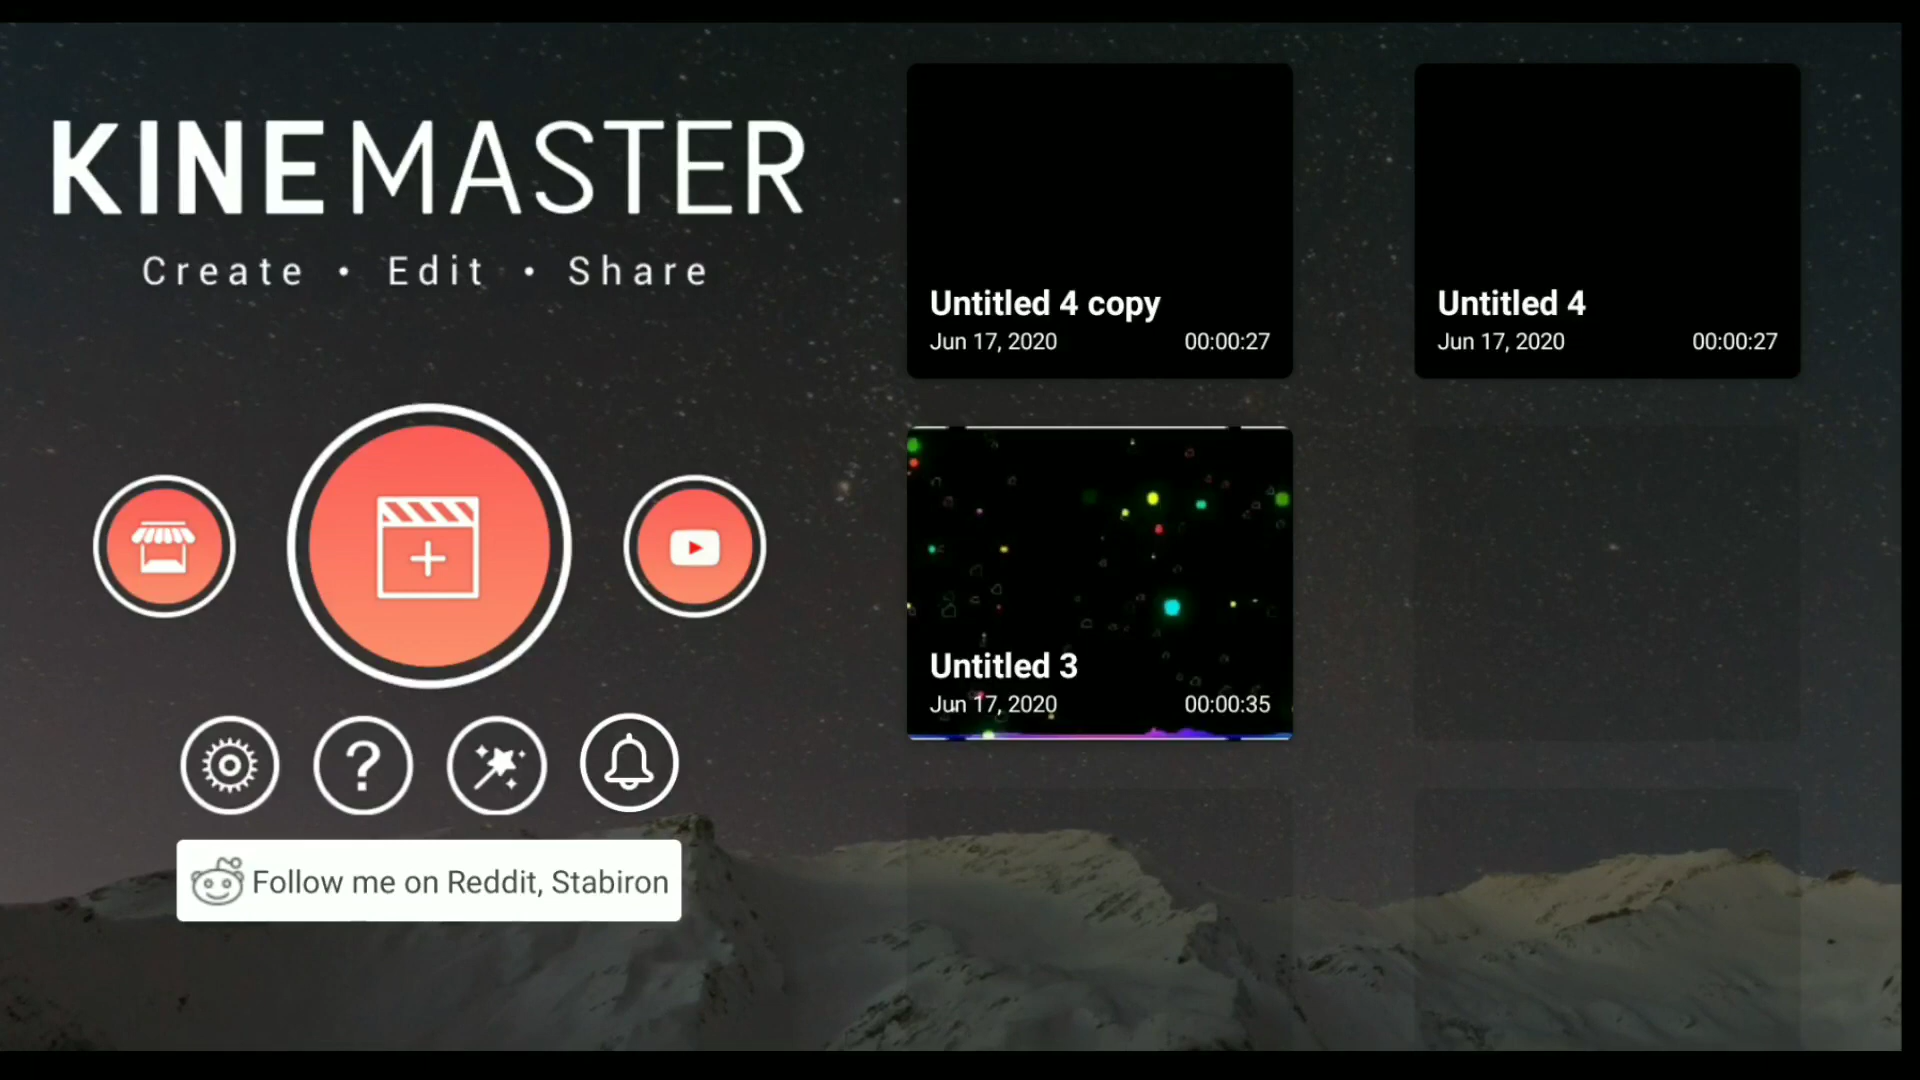 KINEMASTER
Create • Edit • Share
Follow me on Reddit, Stabiron
Untitled 4 copy
Jun 17, 2020 00:00:27
Untitled 4
Jun 17, 2020 00:00:27
Untitled 3
Jun 17, 2020 00:00:35